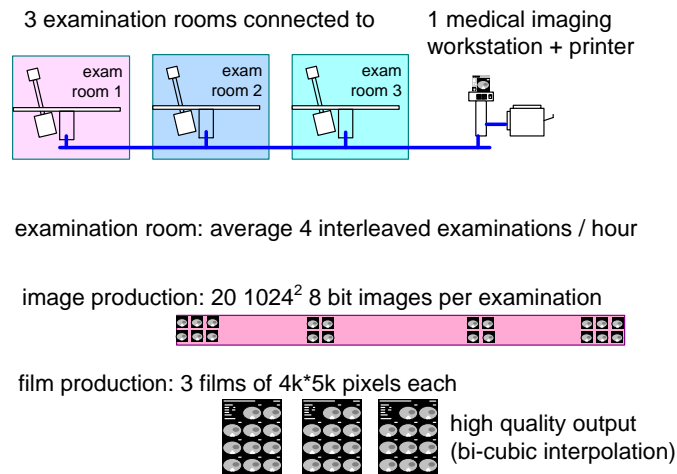 3 examination rooms connected to
1 medical imaging
workstation + printer
exam
room 1
exam
room 2
exam
room 3
examination room: average 4 interleaved examinations / hour
image production: 20 1024² 8 bit images per examination
film production: 3 films of 4k*5k pixels each
high quality output
(bi-cubic interpolation)